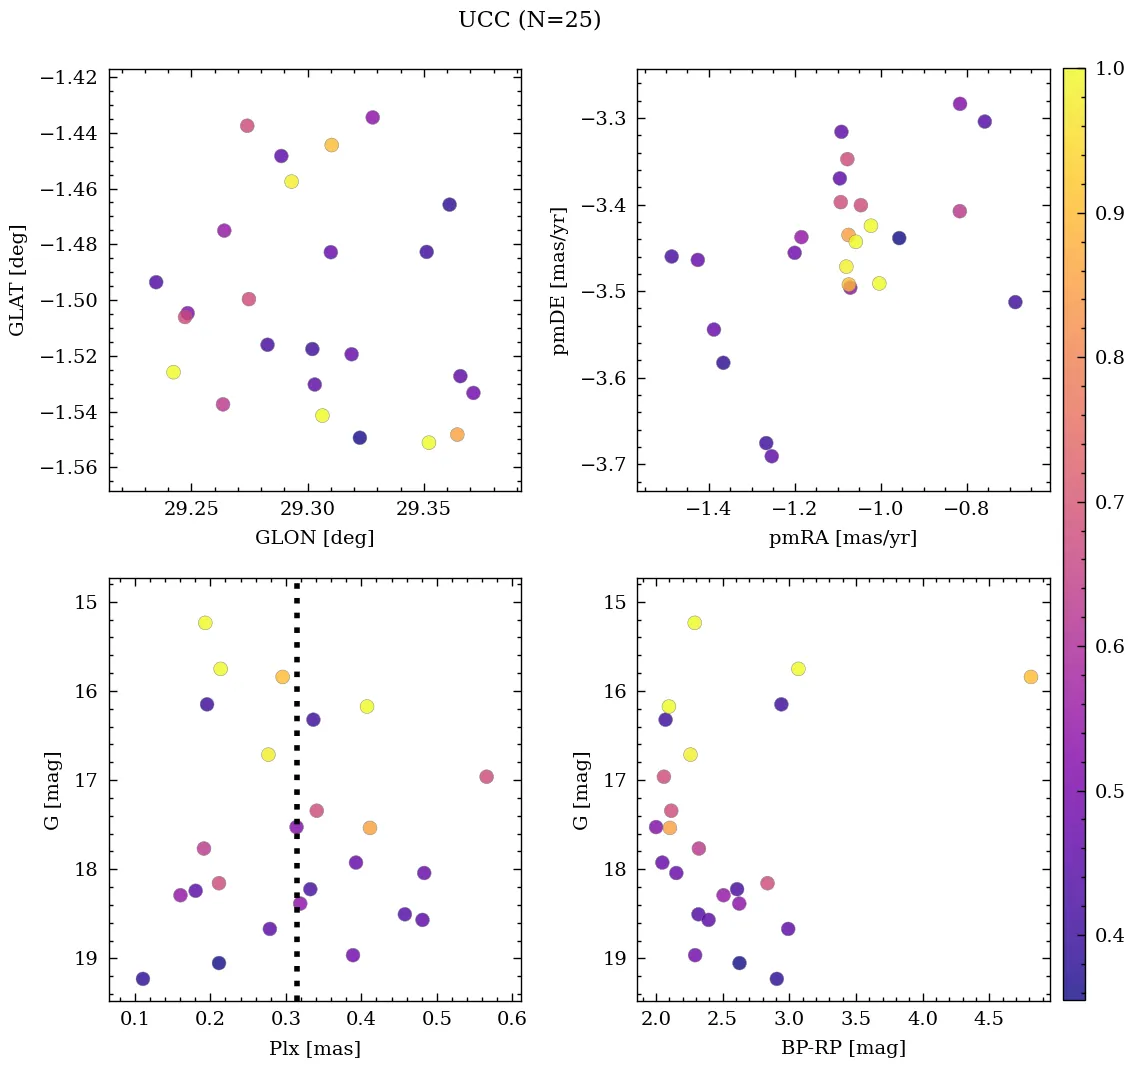 UCC (N=25)
−1.42
−1.44
−1.46
−1.48
−1.50
−1.52
−1.54
−1.56
GLAT [deg]
29.25 29.30 29.35
GLON [deg]
−3.3
−3.4
−3.5
−3.6
−3.7
pmDE [mas/yr]
−1.4 −1.2 −1.0 −0.8
pmRA [mas/yr]
15
16
17
18
19
G [mag]
0.1 0.2 0.3 0.4 0.5 0.6
Plx [mas]
15
16
17
18
19
G [mag]
2.0 2.5 3.0 3.5 4.0 4.5
BP-RP [mag]
1.0
0.9
0.8
0.7
0.6
0.5
0.4